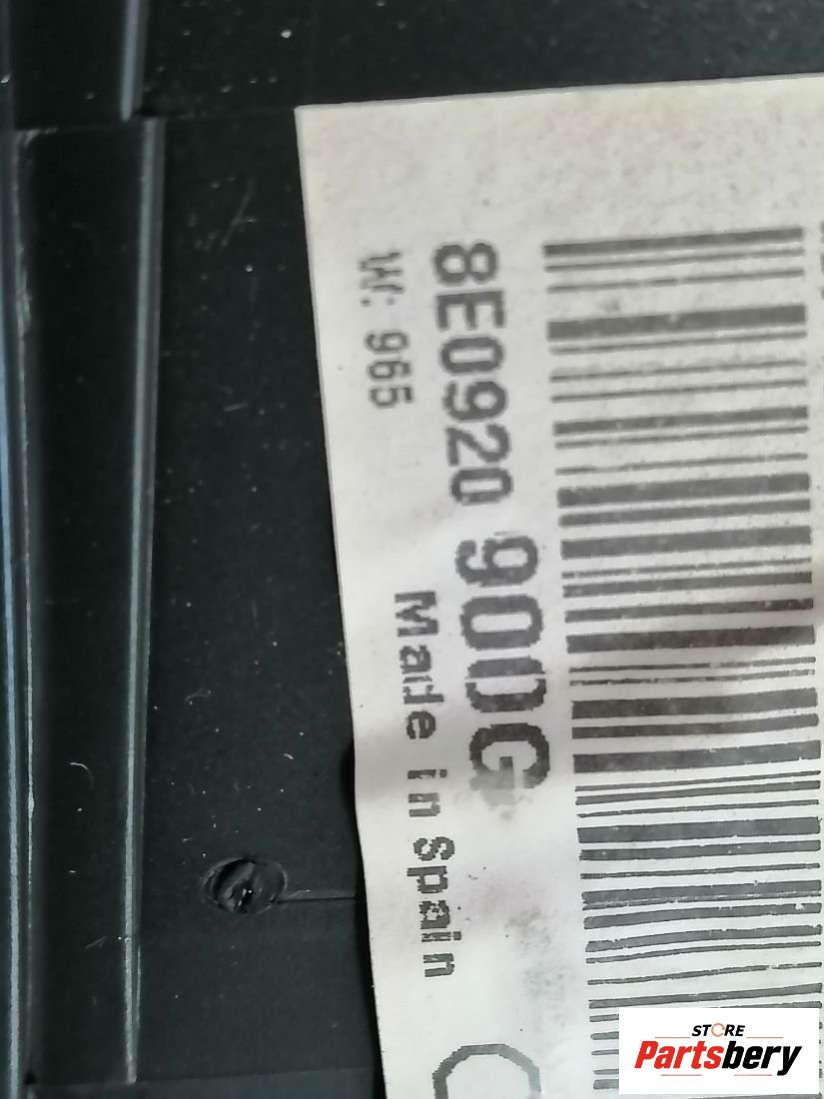 8E0920 900G
W: 965 Made in Spain
STORE
Partsbery